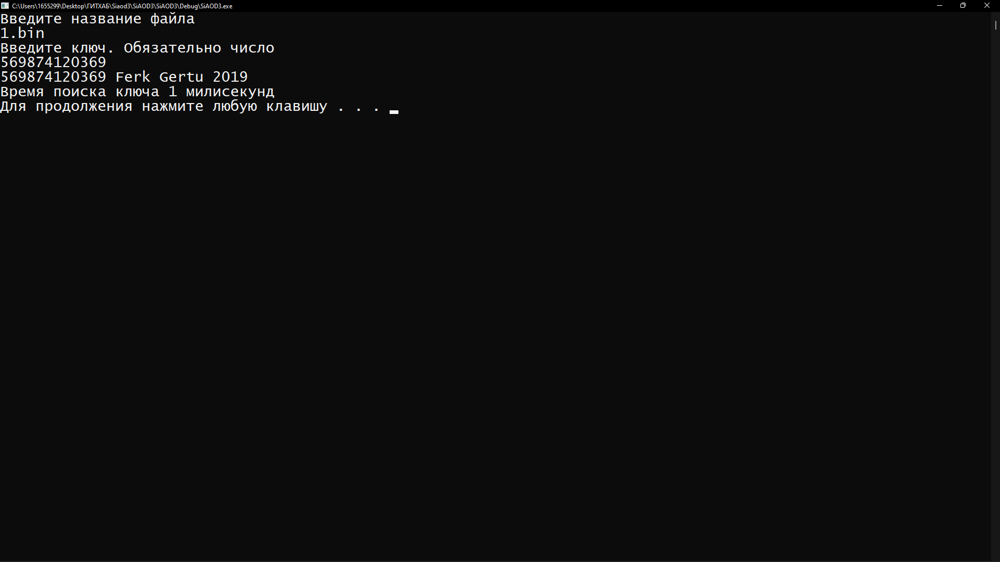 C:\Users\1655299\Desktop\ГИТХАБ\Siaod3\SiAOD3\SiAOD3\Debug\SiAOD3.exe
Введите название файла
1.bin
Введите ключ. Обязательно число
569874120369
569874120369 Ferk Gertu 2019
Время поиска ключа 1 милисекунд
Для продолжения нажмите любую клавишу . . .